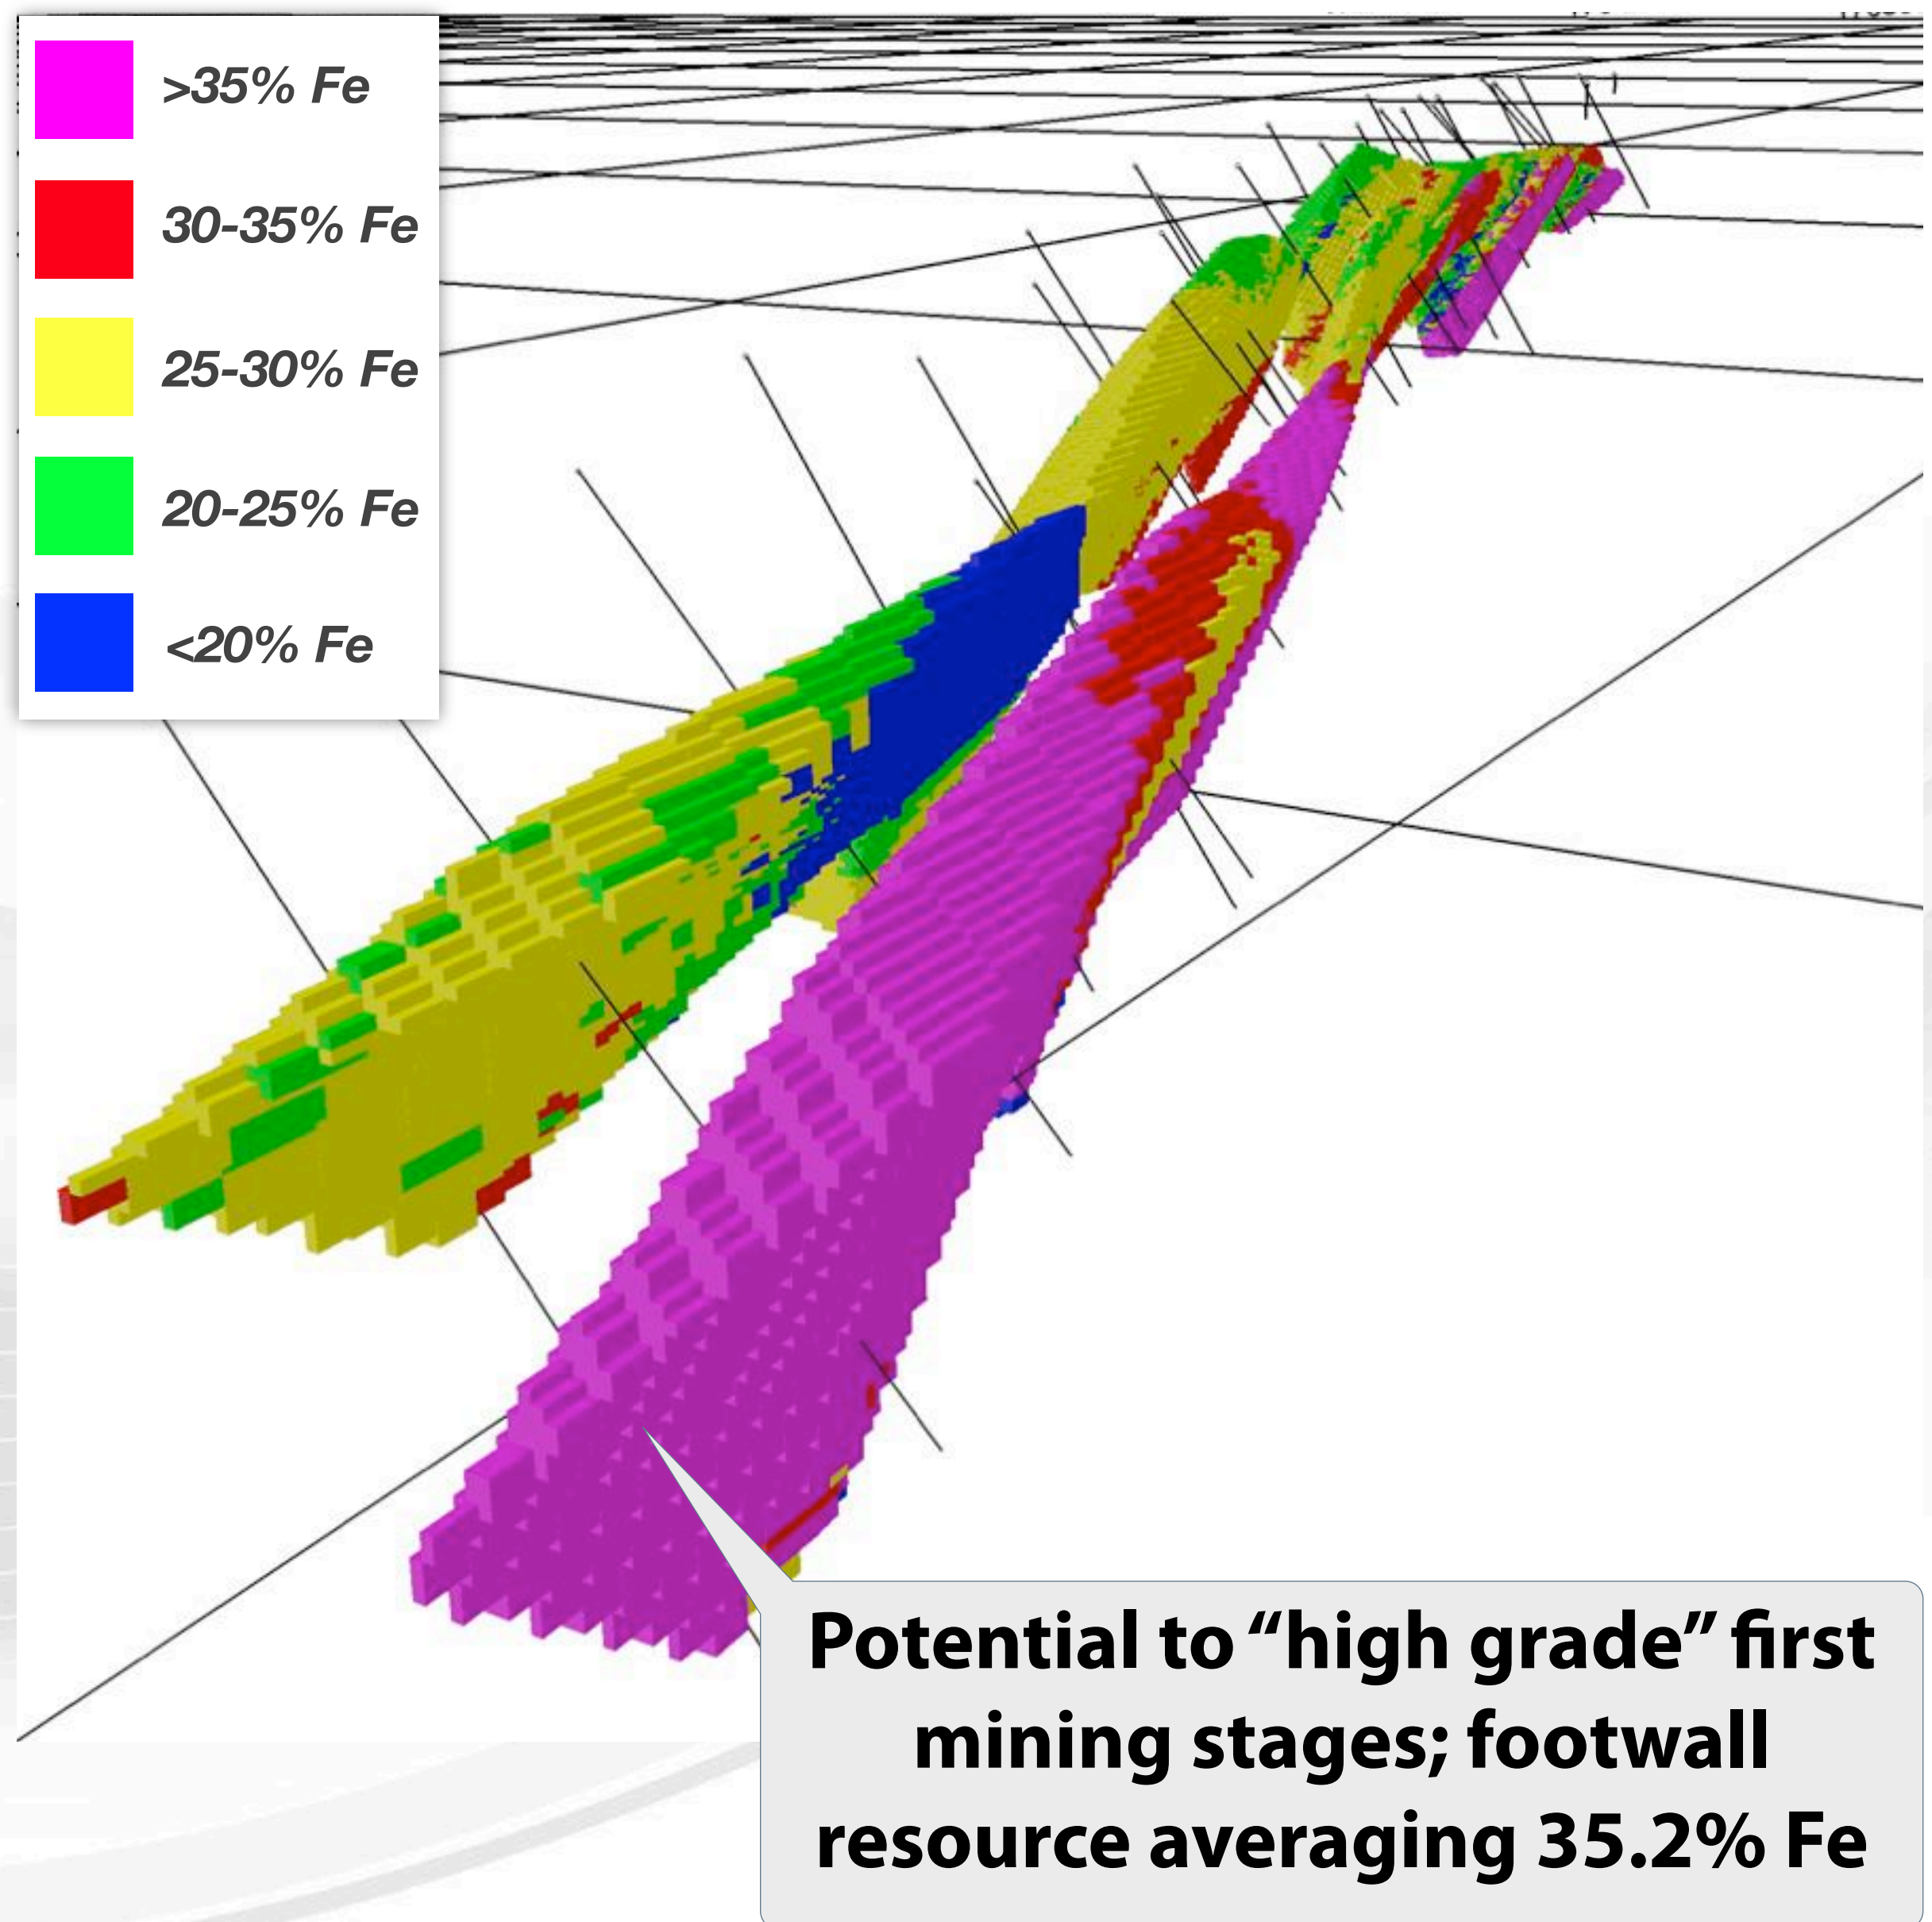 >35% Fe
30-35% Fe
25-30% Fe
20-25% Fe
<20% Fe
Potential to “high grade” first
mining stages; footwall
resource averaging 35.2% Fe